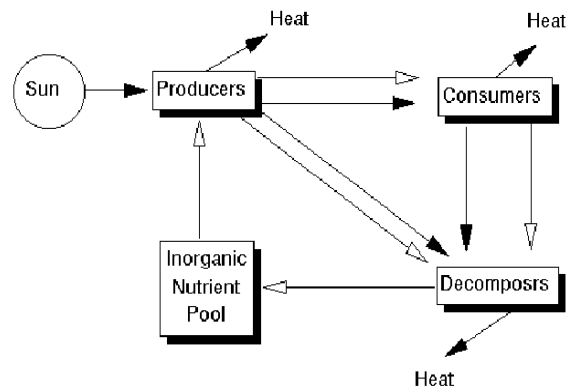 Heat
Heat
Sun
Producers
Consumers
Inorganic
Nutrient
Pool
Decomposrs
Heat